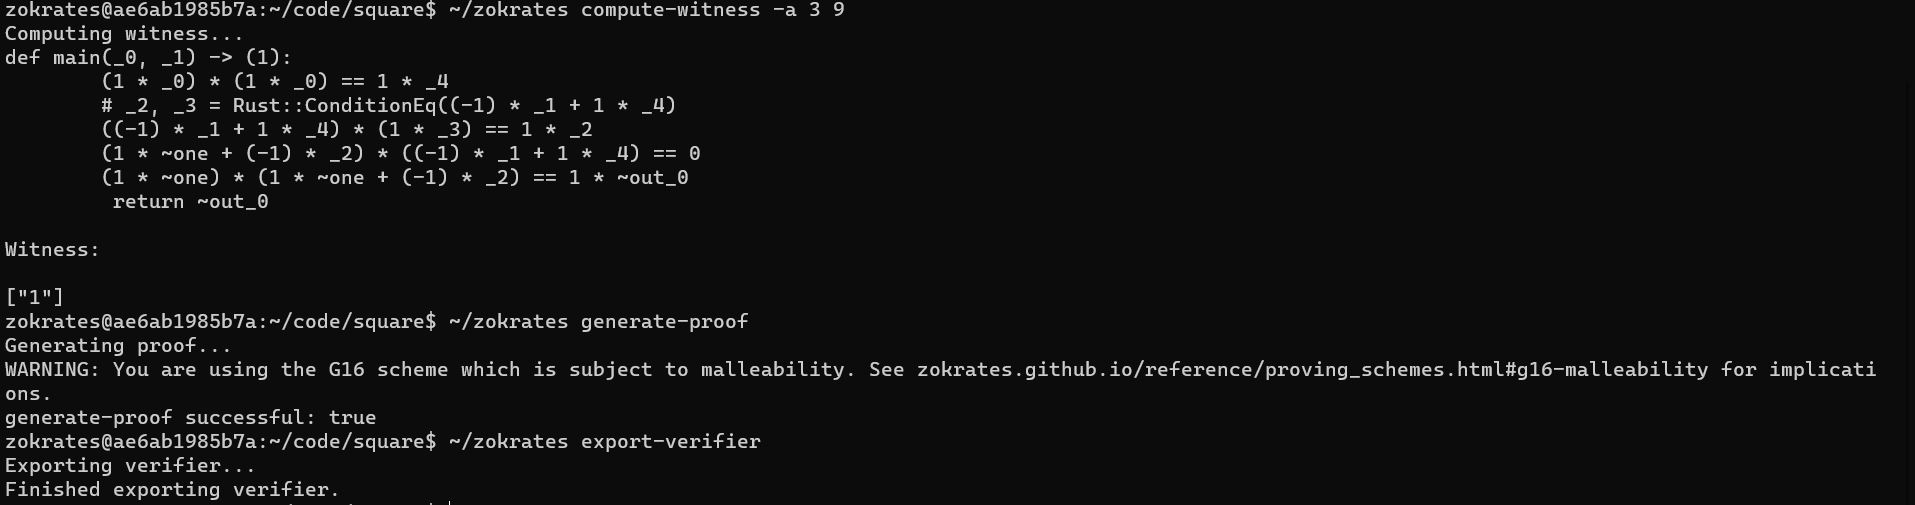 zokrates@ae6ab1985b7a:~/code/square$ ~/zokrates compute-witness -a 3 9
Computing witness...
def main(_0, _1) -> (1):
        (1 * _0) * (1 * _0) == 1 * _4
        # _2, _3 = Rust::ConditionEq((-1) * _1 + 1 * _4)
        ((-1) * _1 + 1 * _4) * (1 * _3) == 1 * _2
        (1 * ~one + (-1) * _2) * ((-1) * _1 + 1 * _4) == 0
        (1 * ~one) * (1 * ~one + (-1) * _2) == 1 * ~out_0
         return ~out_0
Witness:
["1"]
zokrates@ae6ab1985b7a:~/code/square$ ~/zokrates generate-proof
Generating proof...
WARNING: You are using the G16 scheme which is subject to malleability. See zokrates.github.io/reference/proving_schemes.html#g16-malleability for implicati
ons.
generate-proof successful: true
zokrates@ae6ab1985b7a:~/code/square$ ~/zokrates export-verifier
Exporting verifier...
Finished exporting verifier.